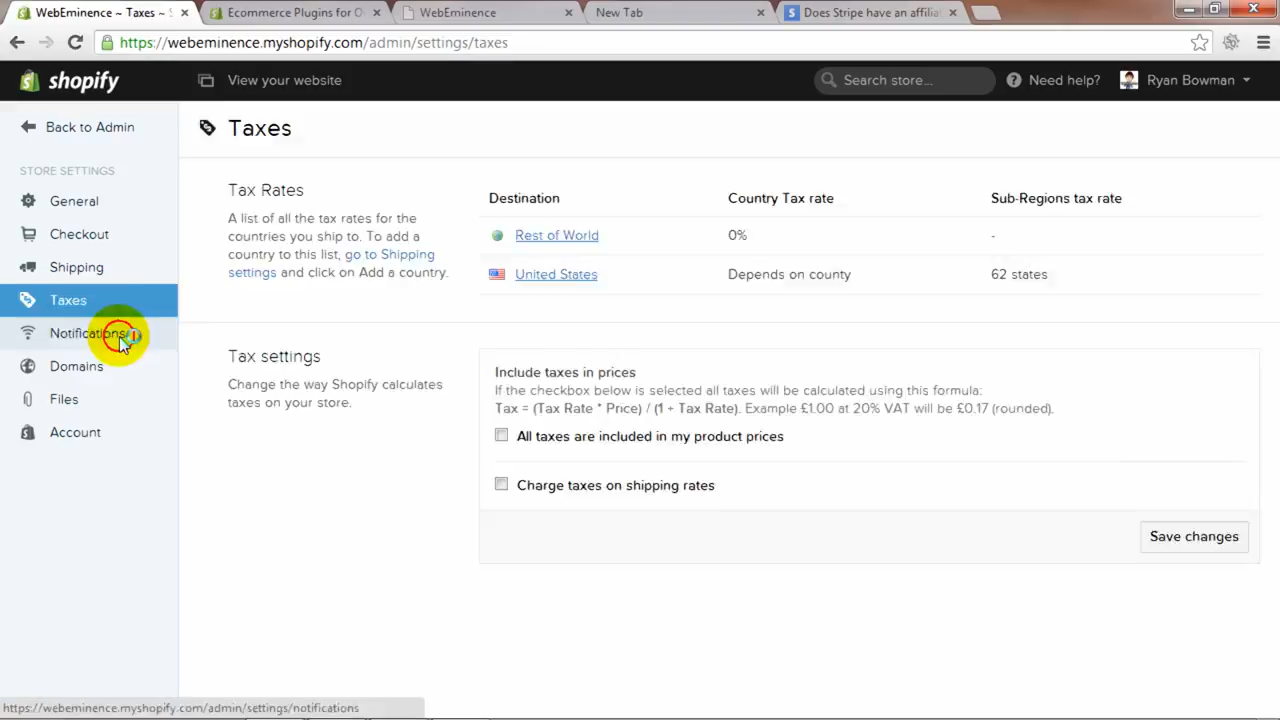 WebEminence ~ Taxes ~ S
Ecommerce Plugins for O
WebEminence
New Tab
Does Stripe have an affilia
https://webeminence.myshopify.com/admin/settings/taxes
shopify
View your website
Search store...
Need help?
Ryan Bowman
Back to Admin
STORE SETTINGS
General
Checkout
Shipping
Taxes
Notifications
Domains
Files
Account
Taxes
Tax Rates
A list of all the tax rates for the
countries you ship to. To add a
country to this list, go to Shipping
settings and click on Add a country.
Destination Country Tax rate Sub-Regions tax rate
Rest of World 0% -
United States Depends on county 62 states
Tax settings
Change the way Shopify calculates
taxes on your store.
Include taxes in prices
If the checkbox below is selected all taxes will be calculated using this formula:
Tax = (Tax Rate * Price) / (1 + Tax Rate). Example £1.00 at 20% VAT will be £0.17 (rounded).
All taxes are included in my product prices
Charge taxes on shipping rates
Save changes
https://webeminence.myshopify.com/admin/settings/notifications